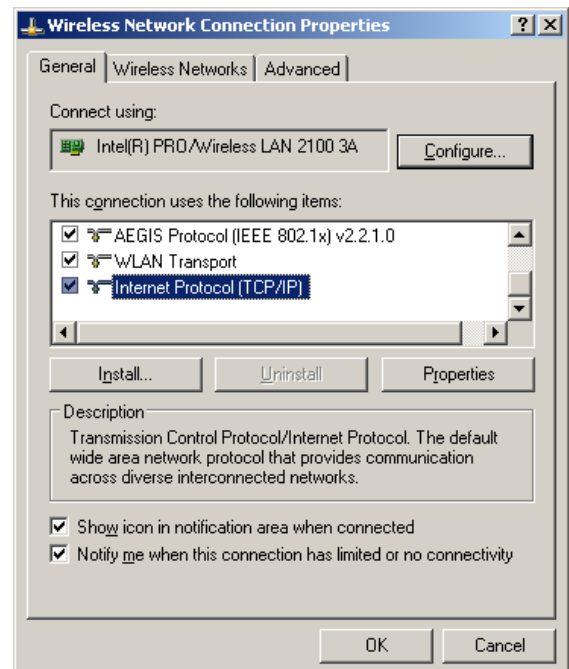 Wireless Network Connection Properties
General Wireless Networks Advanced
Connect using:
Intel(R) PRO/Wireless LAN 2100 3A Configure...
This connection uses the following items:
AEGIS Protocol (IEEE 802.1x) v2.2.1.0
WLAN Transport
Internet Protocol (TCP/IP)
Install... Uninstall Properties
Description
Transmission Control Protocol/Internet Protocol. The default
wide area network protocol that provides communication
across diverse interconnected networks.
Show icon in notification area when connected
Notify me when this connection has limited or no connectivity
OK Cancel